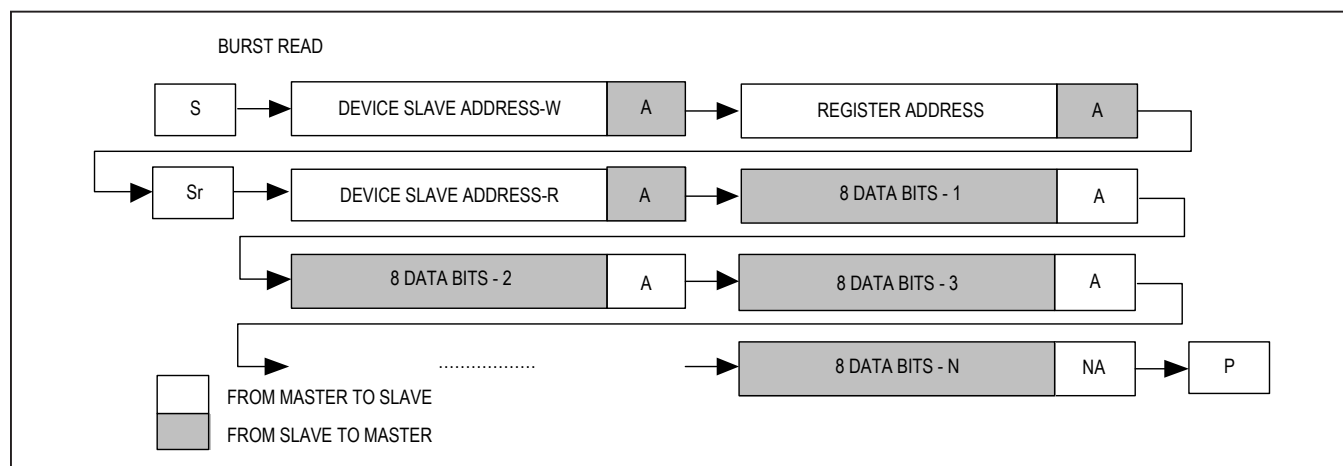 BURST READ
S
DEVICE SLAVE ADDRESS-W
A
REGISTER ADDRESS
A
Sr
DEVICE SLAVE ADDRESS-R
A
8 DATA BITS - 1
A
8 DATA BITS - 2
A
8 DATA BITS - 3
A
..................
8 DATA BITS - N
NA
P
FROM MASTER TO SLAVE
FROM SLAVE TO MASTER